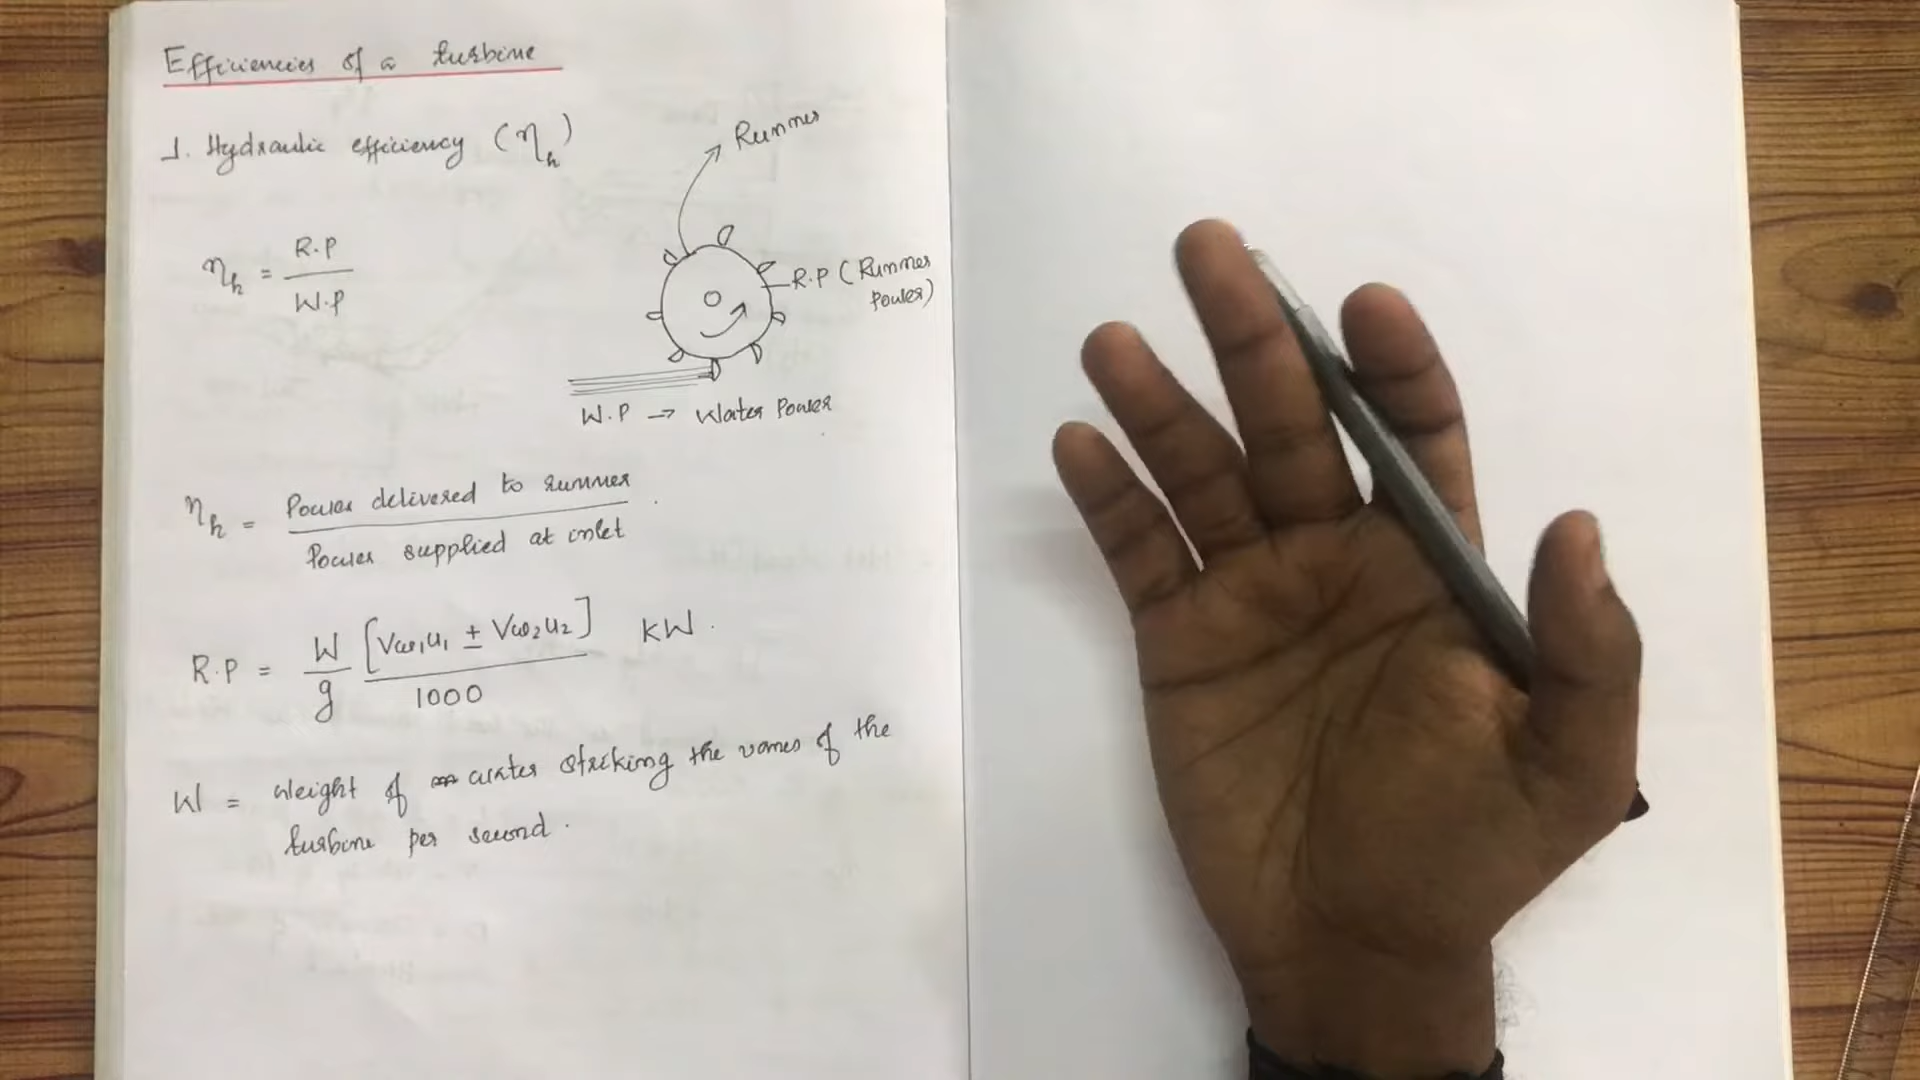 Efficiencies of a turbine
1. Hydraulic efficiency (ηh)
Runner
ηh = R.P / W.P
R.P (Runner
Power)
W.P → Water Power
ηh = Power delivered to runner / Power supplied at inlet
R.P = W/g [Vw1u1 ± Vw2u2] / 1000 KW.
W = Weight of water striking the vanes of the
turbine per second.